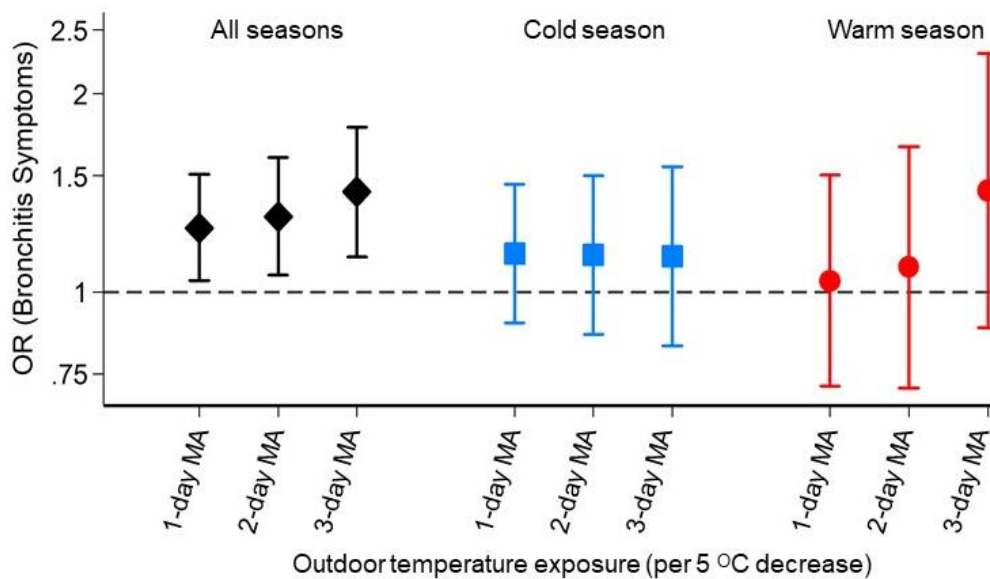 All seasons
Cold season
Warm season
OR (Bronchitis Symptoms)
2.5
2
1.5
1
.75
1-day MA
2-day MA
3-day MA
1-day MA
2-day MA
3-day MA
1-day MA
2-day MA
3-day MA
Outdoor temperature exposure (per 5 °C decrease)